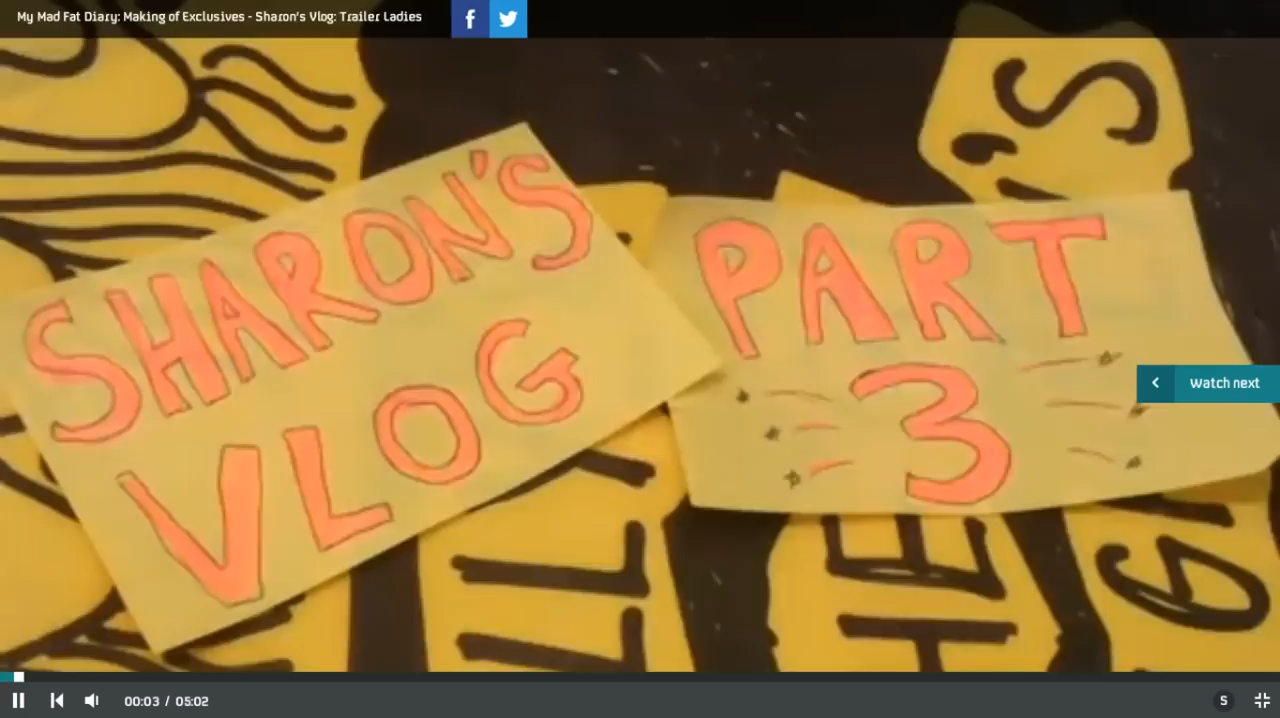 My Mad Fat Diary: Making of Exclusives - Sharon's Vlog: Trailer Ladies
'S
SHARON'S
VLOG
PART
3
Watch next
00:03 / 05:02
S